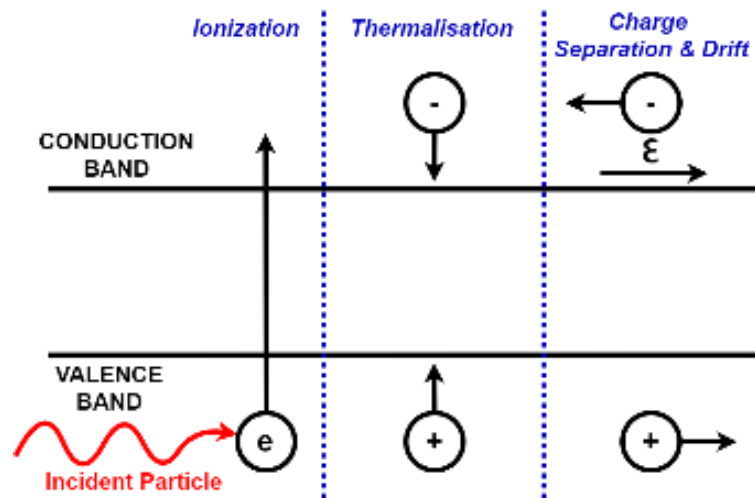 Ionization
Thermalisation
Charge
Separation & Drift
-
-
ε
CONDUCTION
BAND
VALENCE
BAND
e
+
+
Incident Particle